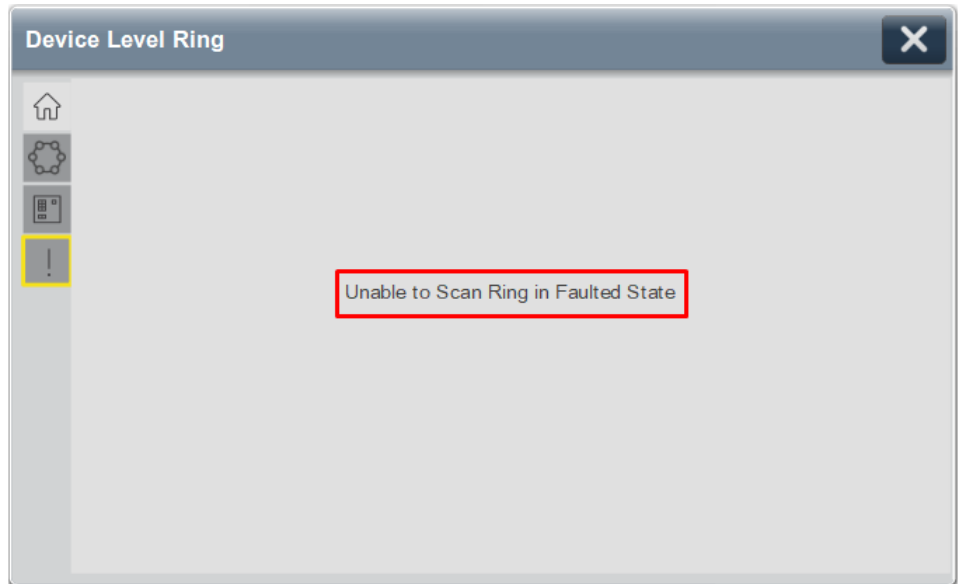 Device Level Ring
Unable to Scan Ring in Faulted State